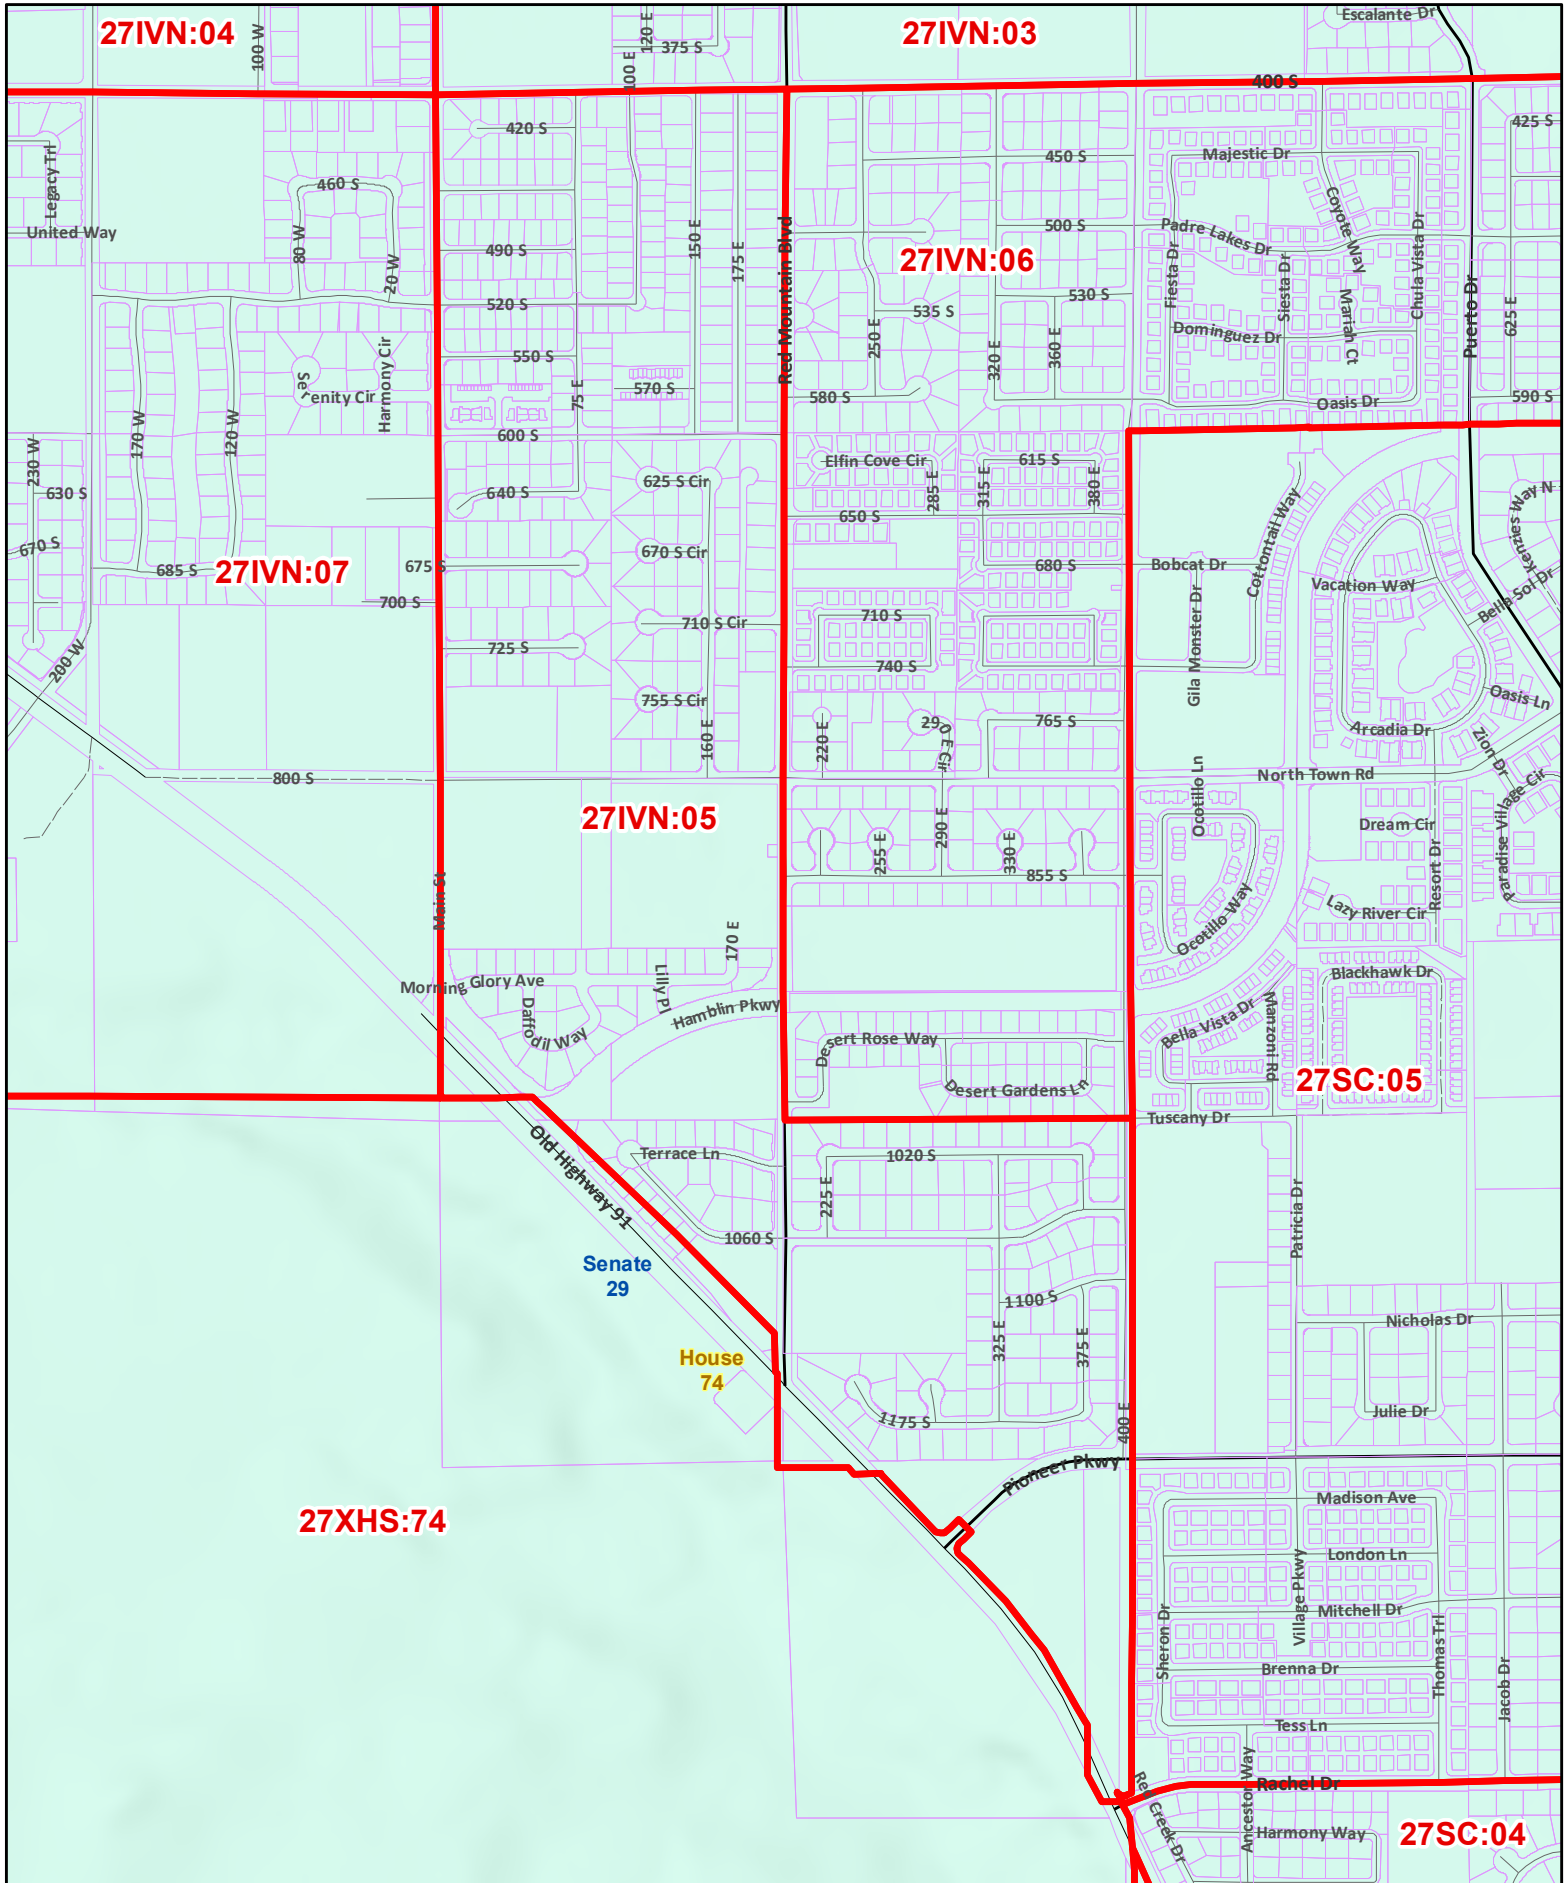 27IVN:04
27IVN:03
Escalante Dr
100 W
120 E
375 S
100 E
400 S
420 S
425 S
Legacy Trl
450 S
Majestic Dr
460 S
United Way
80 W
20 W
490 S
150 E
175 E
Red Mountain Blvd
500 S
Padre Lakes Dr
Coyote Way
27IVN:06
Fiesta Dr
Siesta Dr
Chula Vista Dr
Puerto Dr
520 S
530 S
535 S
Mariah Ct
625 E
Dominguez Dr
250 E
320 E
360 E
550 S
Harmony Cir
Serenity Cir
570 S
75 E
580 S
Oasis Dr
590 S
170 W
120 W
600 S
230 W
630 S
Elfin Cove Cir
615 S
625 S Cir
640 S
285 E
315 E
380 E
Cottontail Way
Kenzies Way N
650 S
670 S
670 S Cir
675 S
685 S
27IVN:07
680 S
Bobcat Dr
Vacation Way
Bella Sol Dr
700 S
710 S
710 S Cir
Gila Monster Dr
725 S
200 W
740 S
755 S Cir
Oasis Ln
160 E
220 E
290 E Cir
765 S
Arcadia Dr
Zion Dr
800 S
North Town Rd
Ocotillo Ln
Paradise Village Cir
27IVN:05
255 E
290 E
330 E
Dream Cir
Resort Dr
855 S
Main St
Lazy River Cir
Ocotillo Way
170 E
Morning Glory Ave
Lilly Pl
Blackhawk Dr
Daffodil Way
Hamblin Pkwy
Bella Vista Dr
Manzoni Rd
Desert Rose Way
27SC:05
Desert Gardens Ln
Tuscany Dr
Old Highway 91
Terrace Ln
1020 S
225 E
Patricia Dr
1060 S
Senate
29
1100 S
325 E
375 E
Nicholas Dr
House
74
1175 S
400 E
Julie Dr
Pioneer Pkwy
27XHS:74
Madison Ave
London Ln
Village Pkwy
Mitchell Dr
Sheron Dr
Thomas Trl
Brenna Dr
Jacob Dr
Tess Ln
Ancestor Way
Rachel Dr
Red Creek Dr
Harmony Way
27SC:04